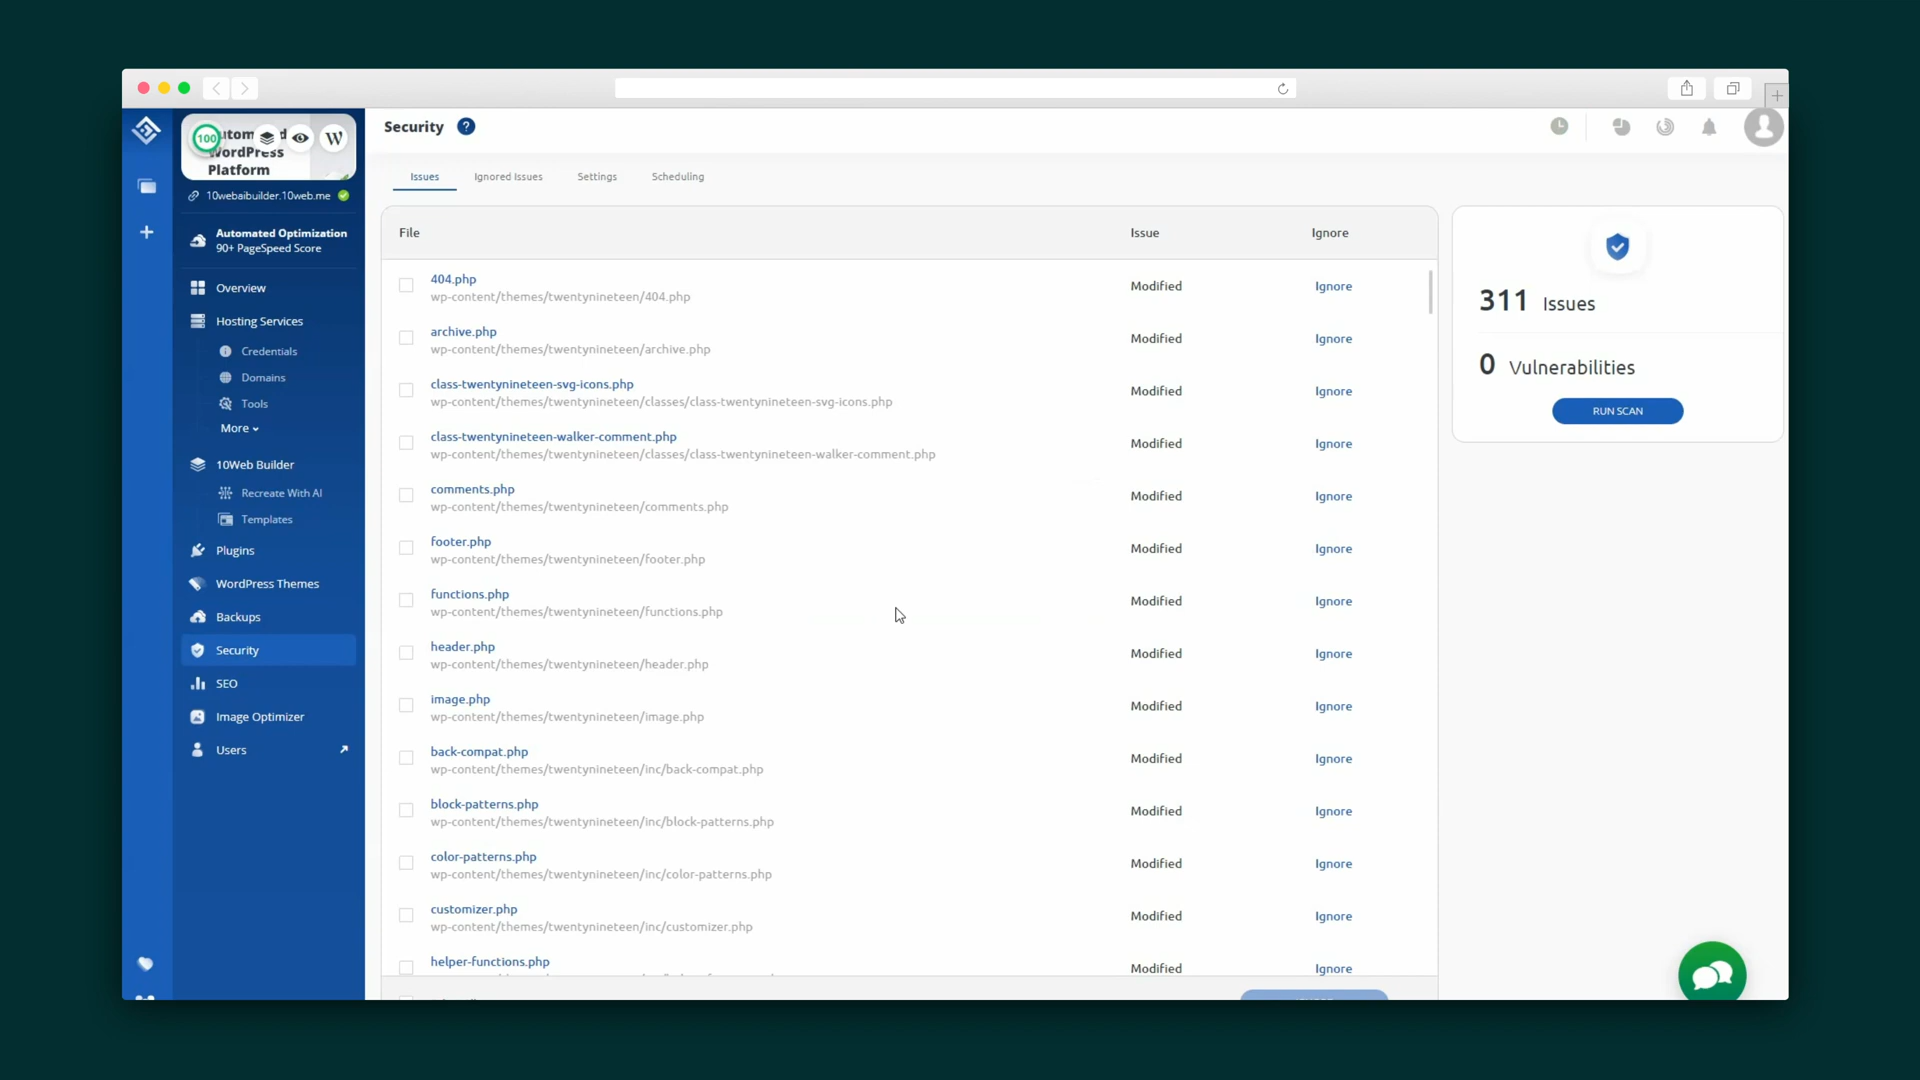 Security
?
100
Autom d
WordPress
Platform
W
10webaibuilder.10web.me
Automated Optimization
90+ PageSpeed Score
Overview
Hosting Services
Credentials
Domains
Tools
More
10Web Builder
Recreate With AI
Templates
Plugins
WordPress Themes
Backups
Security
SEO
Image Optimizer
Users
Issues Ignored Issues Settings Scheduling
File Issue Ignore
404.php
wp-content/themes/twentynineteen/404.php
Modified Ignore
archive.php
wp-content/themes/twentynineteen/archive.php
Modified Ignore
class-twentynineteen-svg-icons.php
wp-content/themes/twentynineteen/classes/class-twentynineteen-svg-icons.php
Modified Ignore
class-twentynineteen-walker-comment.php
wp-content/themes/twentynineteen/classes/class-twentynineteen-walker-comment.php
Modified Ignore
comments.php
wp-content/themes/twentynineteen/comments.php
Modified Ignore
footer.php
wp-content/themes/twentynineteen/footer.php
Modified Ignore
functions.php
wp-content/themes/twentynineteen/functions.php
Modified Ignore
header.php
wp-content/themes/twentynineteen/header.php
Modified Ignore
image.php
wp-content/themes/twentynineteen/image.php
Modified Ignore
back-compat.php
wp-content/themes/twentynineteen/inc/back-compat.php
Modified Ignore
block-patterns.php
wp-content/themes/twentynineteen/inc/block-patterns.php
Modified Ignore
color-patterns.php
wp-content/themes/twentynineteen/inc/color-patterns.php
Modified Ignore
customizer.php
wp-content/themes/twentynineteen/inc/customizer.php
Modified Ignore
helper-functions.php
Modified Ignore
311 Issues
0 Vulnerabilities
RUN SCAN